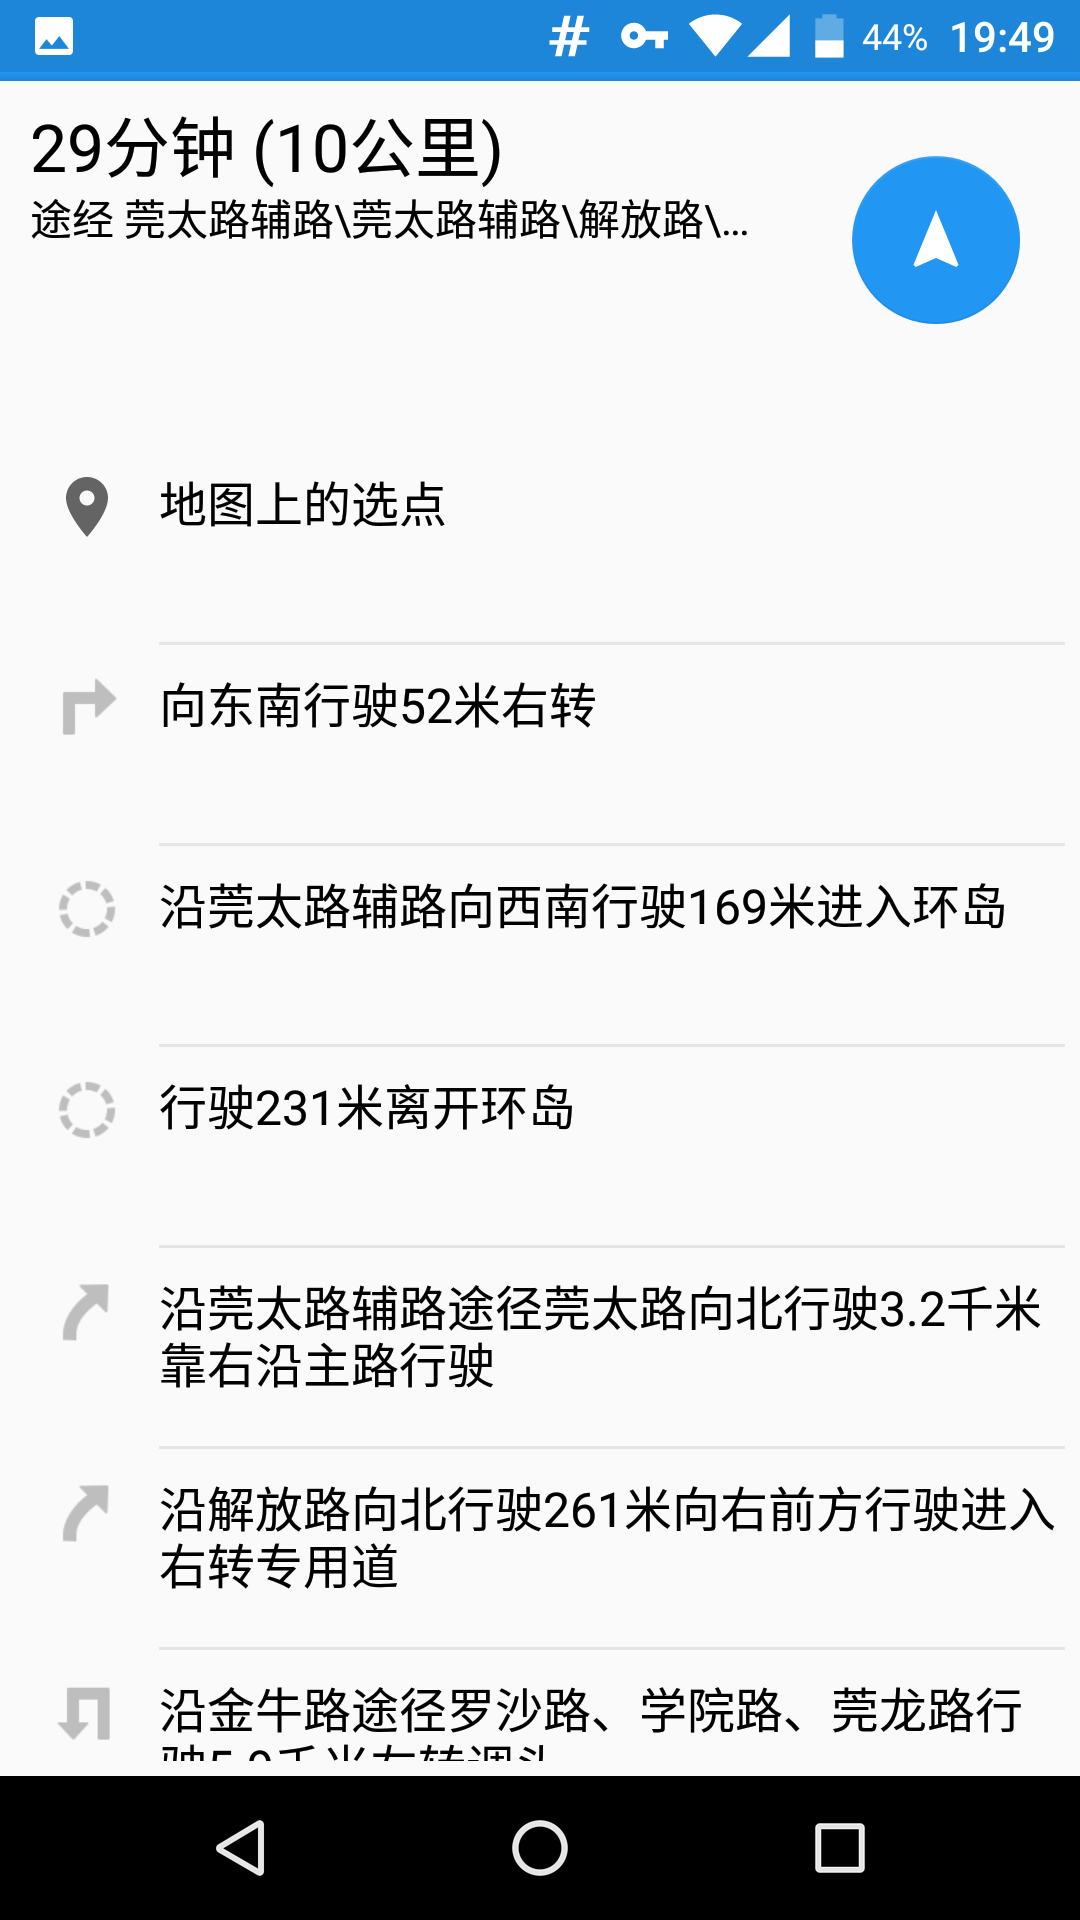 44% 19:49
29分钟 (10公里)
途经 莞太路辅路\莞太路辅路\解放路\...
地图上的选点
向东南行驶52米右转
沿莞太路辅路向西南行驶169米进入环岛
行驶231米离开环岛
沿莞太路辅路途径莞太路向北行驶3.2千米
靠右沿主路行驶
沿解放路向北行驶261米向右前方行驶进入
右转专用道
沿金牛路途径罗沙路、学院路、莞龙路行